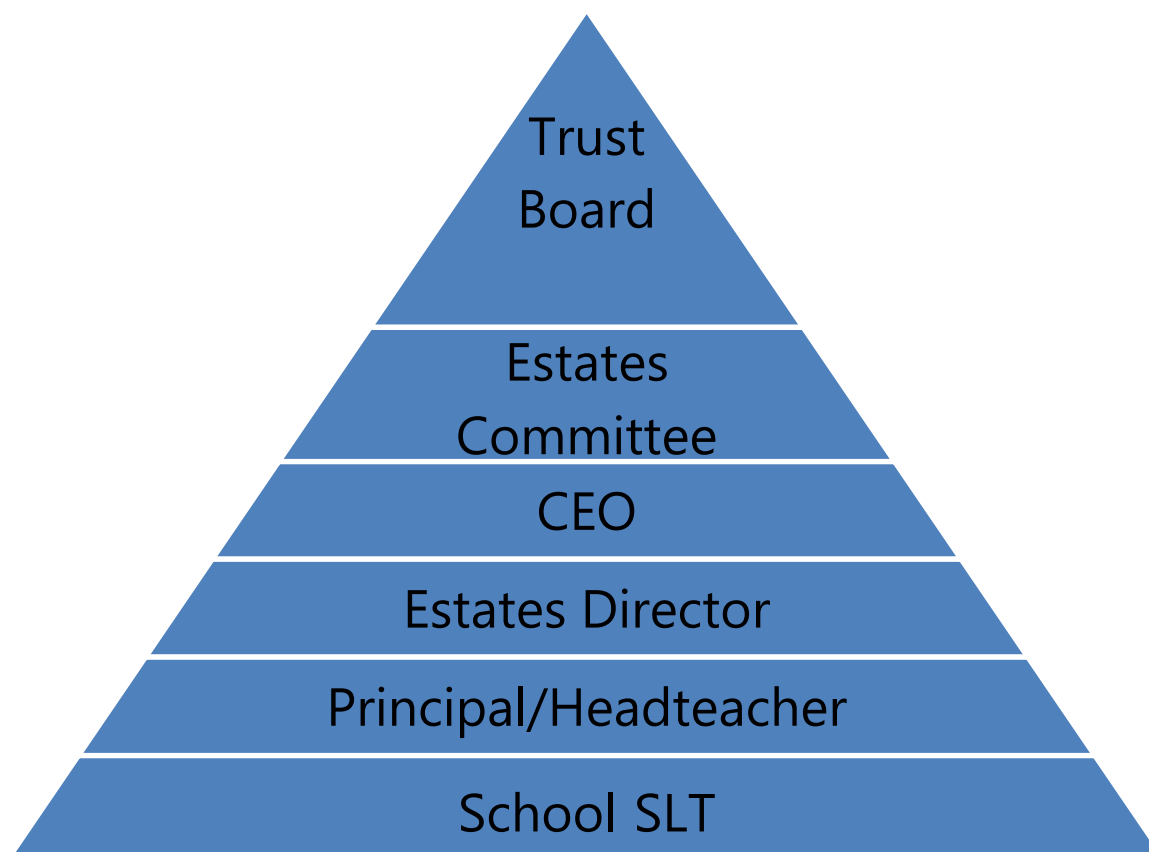 Trust
Board
Estates
Committee
CEO
Estates Director
Principal/Headteacher
School SLT